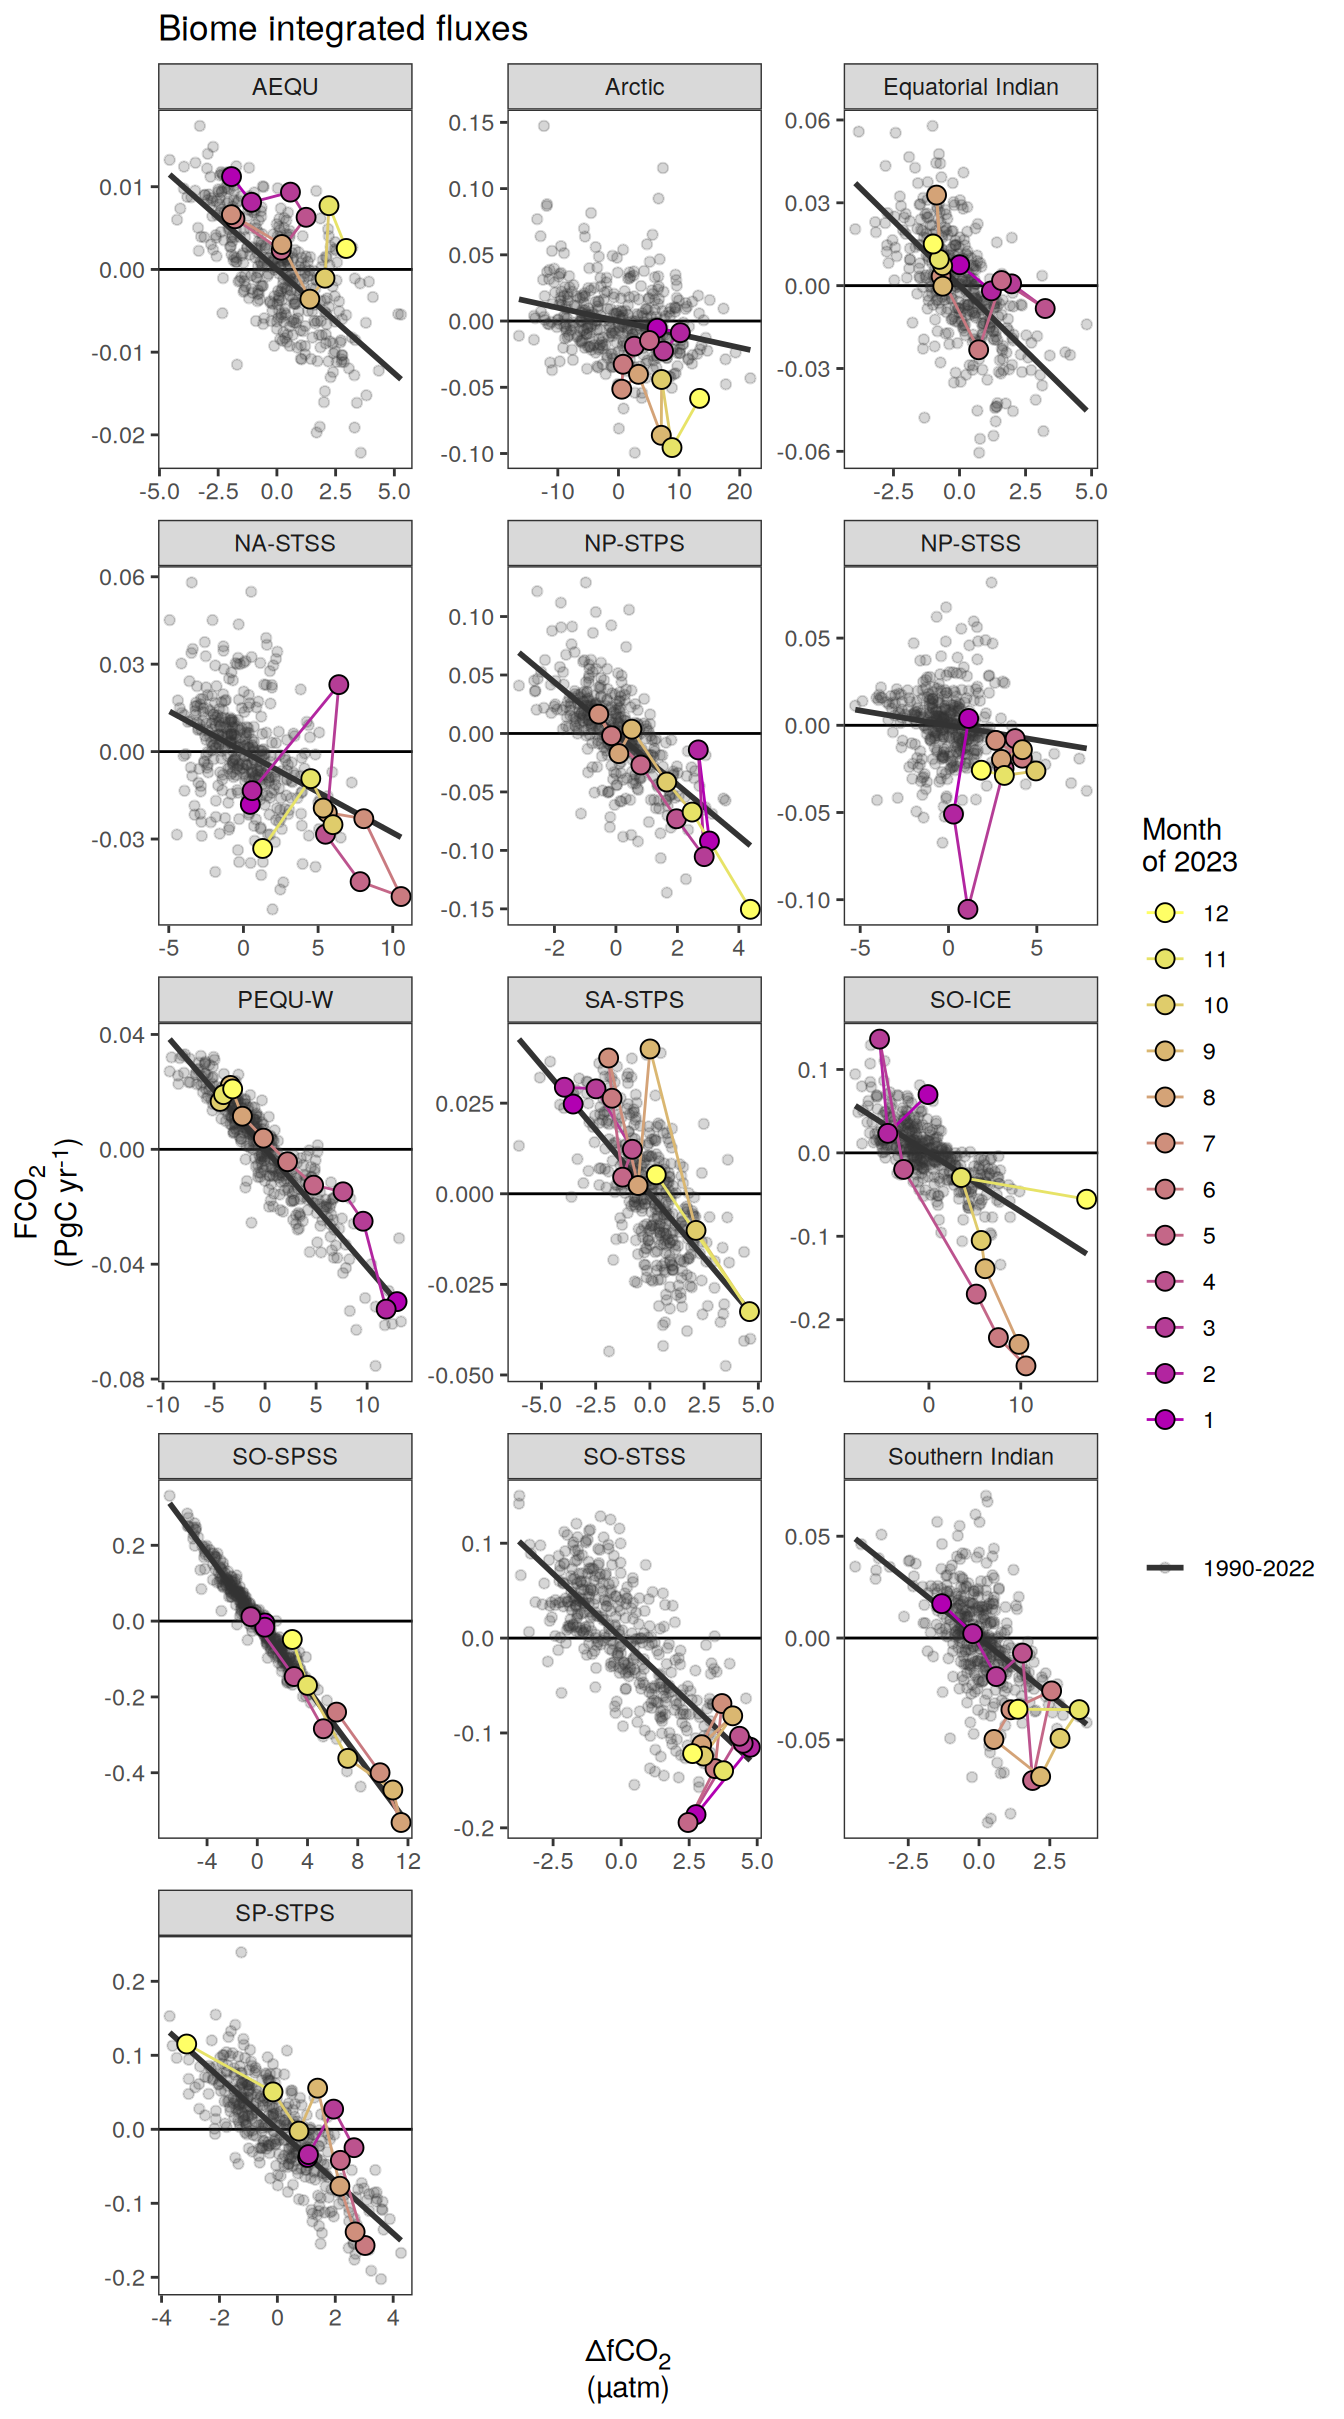 Biome integrated fluxes
AEQU
Arctic
Equatorial Indian
0.01
0.00
-0.01
-0.02
0.15
0.10
0.05
0.00
-0.05
-0.10
0.06
0.03
0.00
-0.03
-0.06
-5.0 -2.5 0.0 2.5 5.0
-10 0 10 20
-2.5 0.0 2.5 5.0
NA-STSS
NP-STPS
NP-STSS
0.06
0.03
0.00
-0.03
0.10
0.05
0.00
-0.05
-0.10
-0.15
0.05
0.00
-0.05
-0.10
-5 0 5 10
-2 0 2 4
-5 0 5
PEQU-W
SA-STPS
SO-ICE
0.04
0.00
-0.04
-0.08
0.025
0.000
-0.025
-0.050
0.1
0.0
-0.1
-0.2
-10 -5 0 5 10
-5.0 -2.5 0.0 2.5 5.0
0 10
SO-SPSS
SO-STSS
Southern Indian
0.2
0.0
-0.2
-0.4
0.1
0.0
-0.1
-0.2
0.05
0.00
-0.05
-4 0 4 8 12
-2.5 0.0 2.5 5.0
-2.5 0.0 2.5
SP-STPS
0.2
0.1
0.0
-0.1
-0.2
-4 -2 0 2 4
FCO2
(PgC yr-1)
ΔfCO2
(µatm)
Month
of 2023
12
11
10
9
8
7
6
5
4
3
2
1
1990-2022